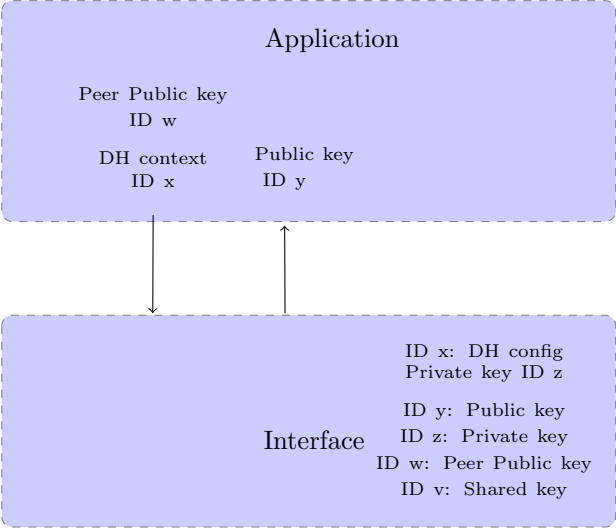 Application
Peer Public key
ID w
DH context
ID x
Public key
ID y
ID x: DH config
Private key ID z
ID y: Public key
ID z: Private key
Interface
ID w: Peer Public key
ID v: Shared key